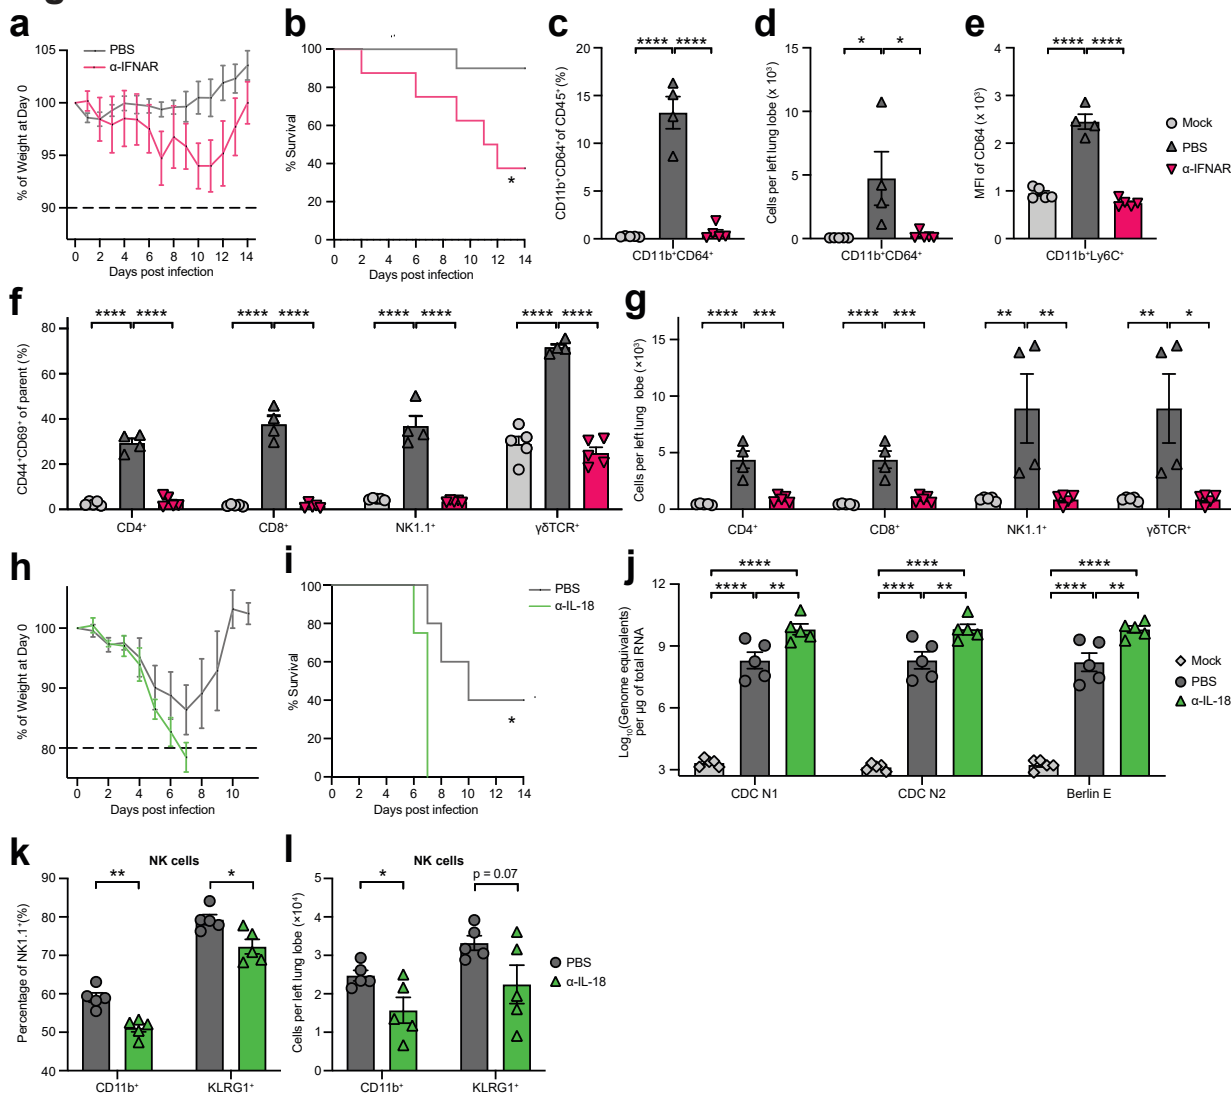 a
105
100
95
90
% of Weight at Day 0
PBS
α-IFNAR
0 2 4 6 8 10 12 14
Days post infection
b
100
80
60
40
20
0
% Survival
*
0 2 4 6 8 10 12 14
Days post infection
c
20
15
10
5
0
CD11b⁺CD64⁺ of CD45⁺ (%)
**** ****
CD11b⁺CD64⁺
d
15
10
5
0
Cells per left lung lobe (x 10³)
* *
CD11b⁺CD64⁺
e
4
3
2
1
0
MFI of CD64 (x 10³)
**** ****
CD11b⁺Ly6C⁺
Mock
PBS
α-IFNAR
f
80
60
40
20
0
CD44⁺CD69⁺ of parent (%)
**** **** **** **** **** **** **** ****
CD4⁺ CD8⁺ NK1.1⁺ γδTCR⁺
g
15
10
5
0
Cells per left lung lobe (×10³)
**** *** **** *** ** ** ** *
CD4⁺ CD8⁺ NK1.1⁺ γδTCR⁺
h
100
90
80
% of Weight at Day 0
PBS
α-IL-18
0 2 4 6 8 10
Days post infection
i
100
80
60
40
20
0
% Survival
PBS
α-IL-18
*
0 2 4 6 8 10 12 14
Days post infection
j
12
9
6
3
Log₁₀(Genome equivalents)
per µg of total RNA
**** **** ****
**** ** **** ** **** **
CDC N1 CDC N2 Berlin E
Mock
PBS
α-IL-18
k
NK cells
90
80
70
60
50
40
Percentage of NK1.1⁺(%)
** *
CD11b⁺ KLRG1⁺
l
NK cells
5
4
3
2
1
0
Cells per left lung lobe (×10⁴)
* p = 0.07
CD11b⁺ KLRG1⁺
PBS
α-IL-18